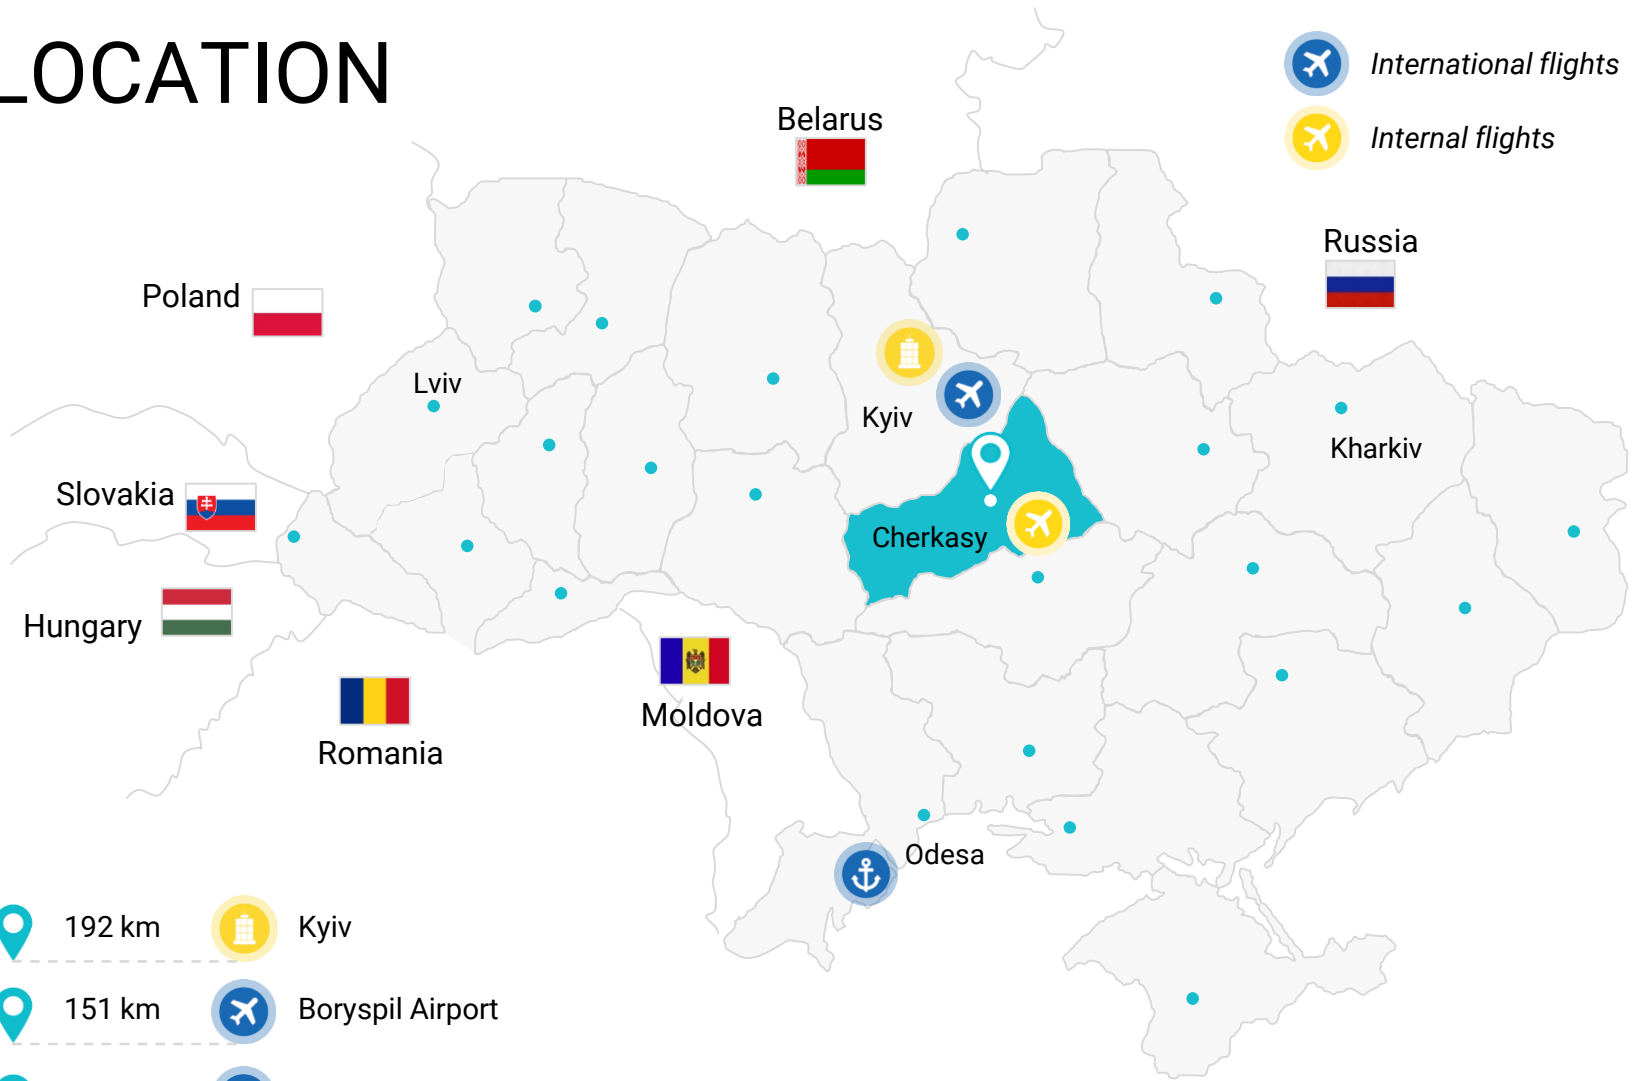 LOCATION
International flights
Internal flights
Belarus
Russia
Poland
Lviv
Kyiv
Kharkiv
Slovakia
Cherkasy
Hungary
Moldova
Romania
Odesa
192 km Kyiv
151 km Boryspil Airport